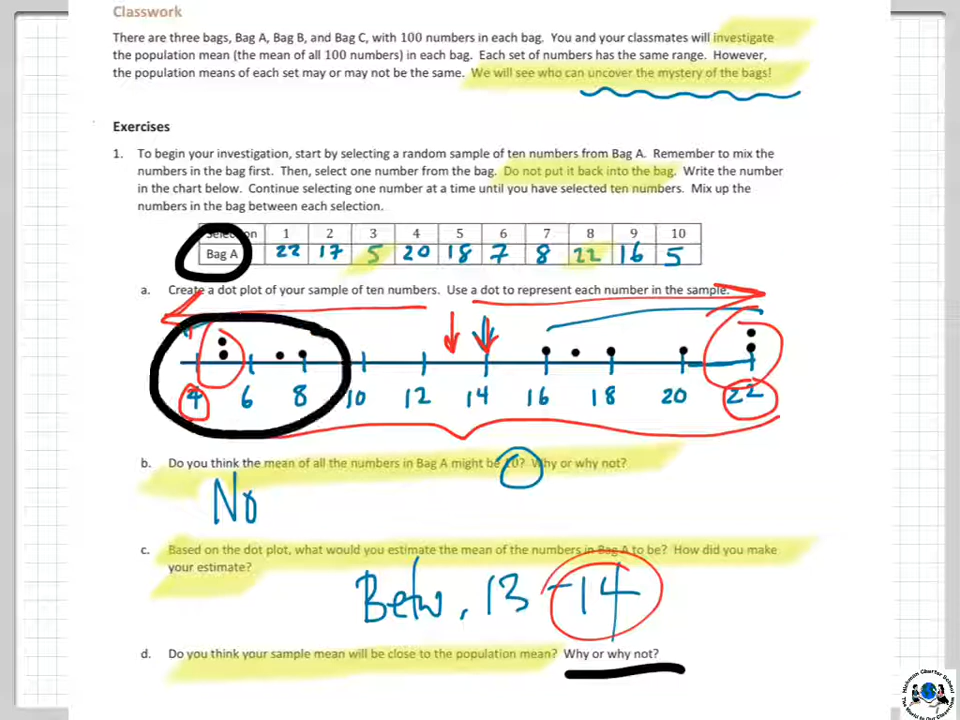 Classwork
There are three bags, Bag A, Bag B, and Bag C, with 100 numbers in each bag. You and your classmates will investigate
the population mean (the mean of all 100 numbers) in each bag. Each set of numbers has the same range. However,
the population means of each set may or may not be the same. We will see who can uncover the mystery of the bags!
Exercises
1. To begin your investigation, start by selecting a random sample of ten numbers from Bag A. Remember to mix the
numbers in the bag first. Then, select one number from the bag. Do not put it back into the bag. Write the number
in the chart below. Continue selecting one number at a time until you have selected ten numbers. Mix up the
numbers in the bag between each selection.
Selection 1 2 3 4 5 6 7 8 9 10
Bag A 22 17 5 20 18 7 8 22 16 5
a. Create a dot plot of your sample of ten numbers. Use a dot to represent each number in the sample.
4 6 8 10 12 14 16 18 20 22
b. Do you think the mean of all the numbers in Bag A might be 10? Why or why not?
No
c. Based on the dot plot, what would you estimate the mean of the numbers in Bag A to be? How did you make
your estimate?
Betw. 13-14
d. Do you think your sample mean will be close to the population mean? Why or why not?